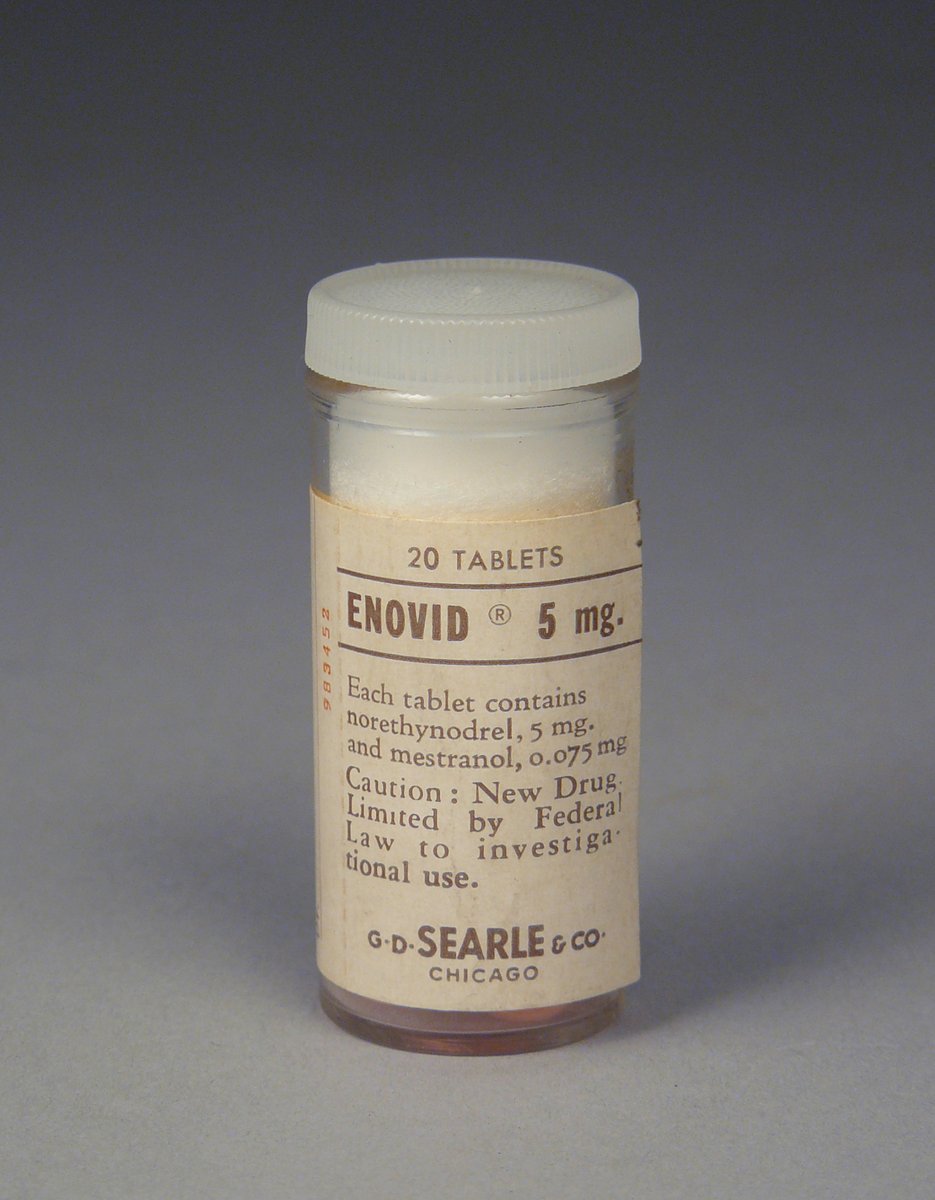 20 TABLETS
ENOVID ® 5 mg.
Each tablet contains
norethynodrel, 5 mg.
and mestranol, 0.075 mg
Caution: New Drug.
Limited by Federal
Law to investiga-
tional use.
G·D·SEARLE & CO·
CHICAGO
983452